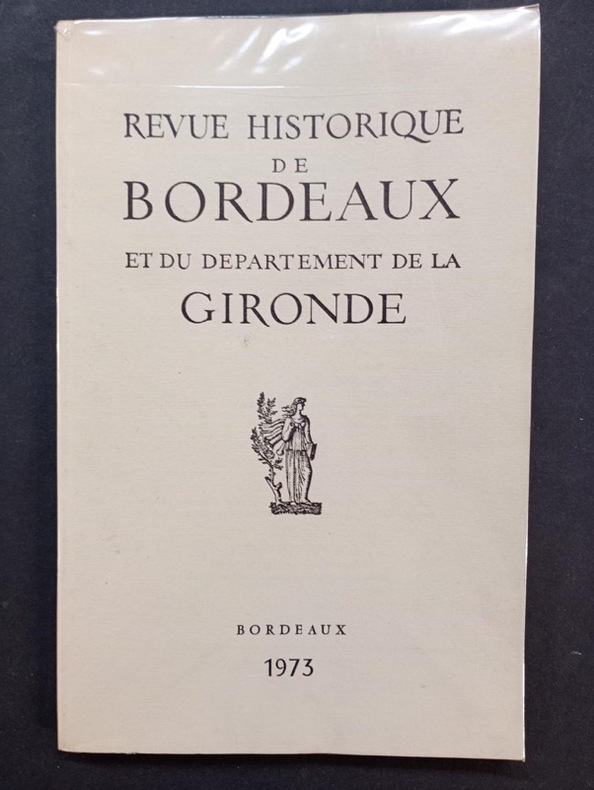 REVUE HISTORIQUE
DE
BORDEAUX
ET DU DEPARTEMENT DE LA
GIRONDE
BORDEAUX
1973